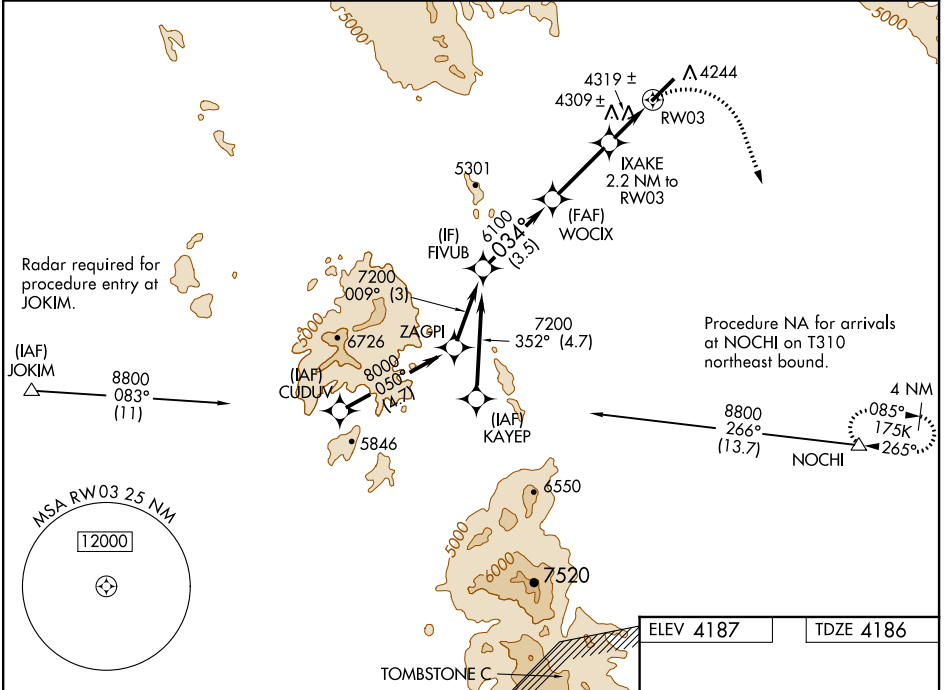 5000
5000
4319 ±
4309 ±
4244
RW03
IXAKE
2.2 NM to
RW03
5301
(FAF)
WOCIX
6100
034°
(3.5)
(IF)
FIVUB
Radar required for
procedure entry at
JOKIM.
7200
009° (3)
5000
ZAGPI
6726
7200
352° (4.7)
Procedure NA for arrivals
at NOCHI on T310
northeast bound.
(IAF)
JOKIM
8800
083°
(11)
(IAF)
CUDUV
8000
050°
(4.7)
(IAF)
KAYEP
8800
266°
(13.7)
NOCHI
4 NM
085°
175K
265°
5846
MSA RW03 25 NM
12000
6550
5000
6000
7520
TOMBSTONE C
ELEV 4187
TDZE 4186